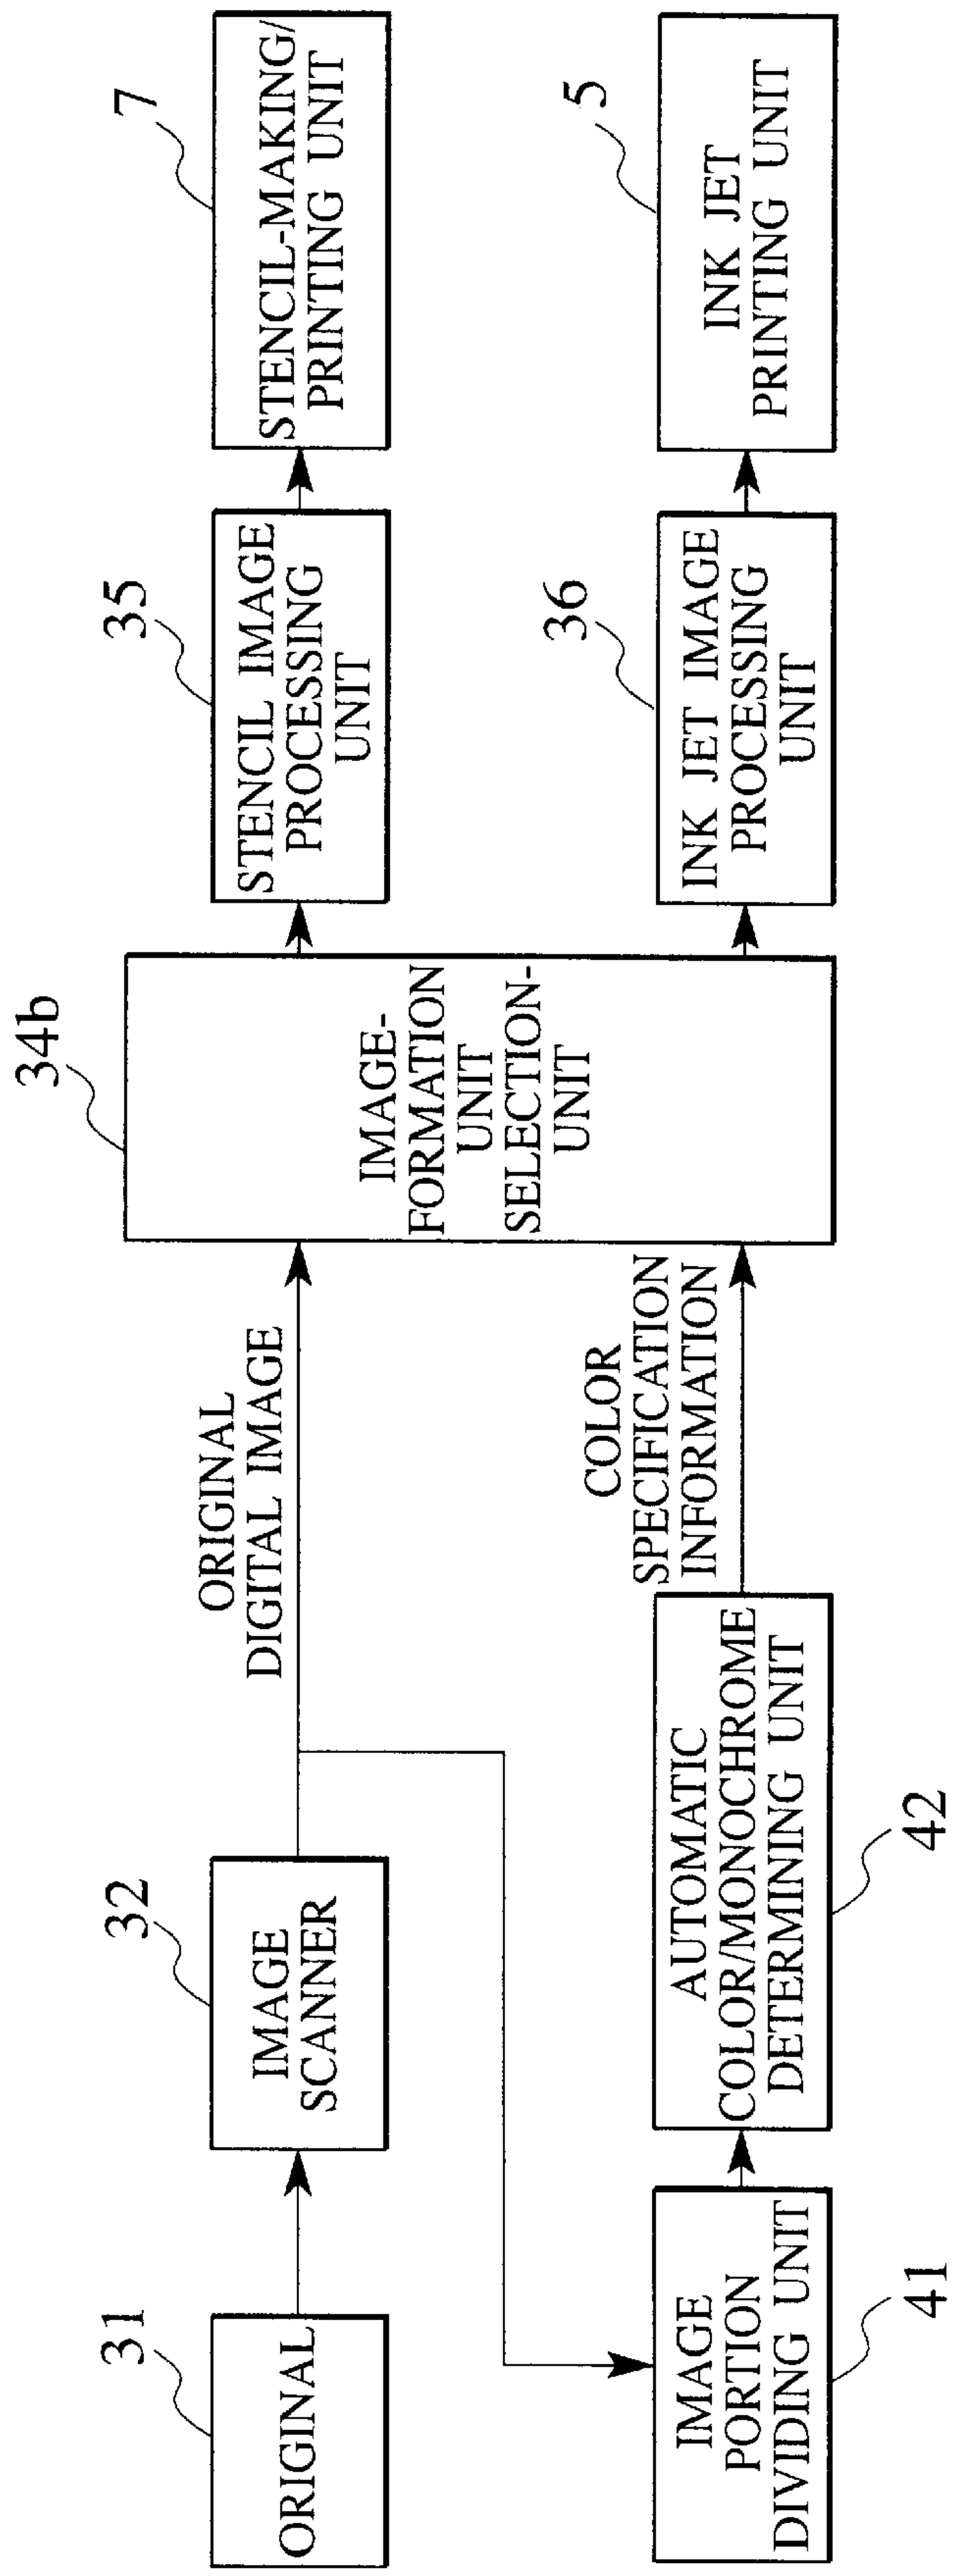 31
ORIGINAL
32
IMAGE
SCANNER
ORIGINAL
DIGITAL IMAGE
34b
IMAGE-
FORMATION
UNIT
SELECTION-
UNIT
35
STENCIL IMAGE
PROCESSING
UNIT
7
STENCIL-MAKING/
PRINTING UNIT
IMAGE
PORTION
DIVIDING UNIT
41
AUTOMATIC
COLOR/MONOCHROME
DETERMINING UNIT
42
COLOR
SPECIFICATION
INFORMATION
36
INK JET IMAGE
PROCESSING
UNIT
5
INK JET
PRINTING UNIT